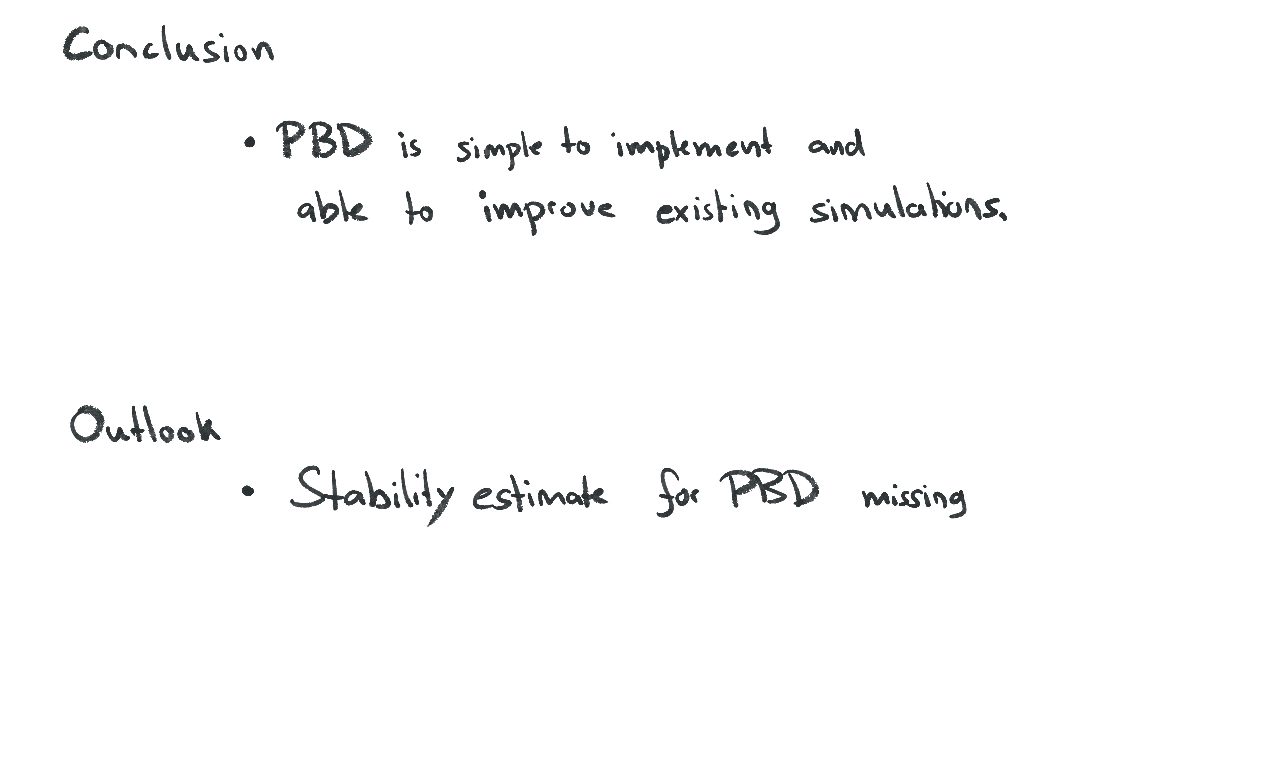 Conclusion
• PBD is simple to implement and
able to improve existing simulations.
Outlook
• Stability estimate for PBD missing